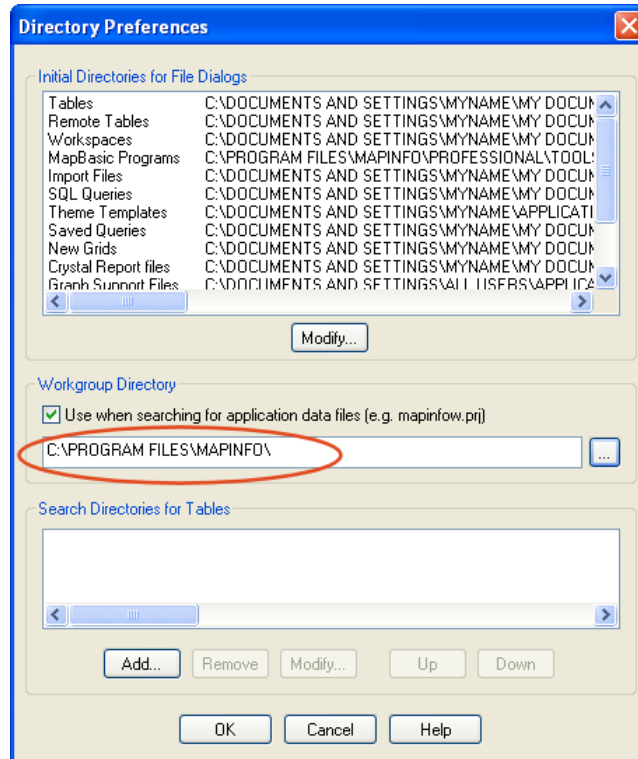 Directory Preferences
Initial Directories for File Dialogs
Tables C:\DOCUMENTS AND SETTINGS\MYNAME\MY DOCUM
Remote Tables C:\DOCUMENTS AND SETTINGS\MYNAME\MY DOCUM
Workspaces C:\DOCUMENTS AND SETTINGS\MYNAME\MY DOCUM
MapBasic Programs C:\PROGRAM FILES\MAPINFO\PROFESSIONAL\TOOLS
Import Files C:\DOCUMENTS AND SETTINGS\MYNAME\MY DOCUM
SQL Queries C:\DOCUMENTS AND SETTINGS\MYNAME\MY DOCUM
Theme Templates C:\DOCUMENTS AND SETTINGS\MYNAME\APPLICATI
Saved Queries C:\DOCUMENTS AND SETTINGS\MYNAME\MY DOCUM
New Grids C:\DOCUMENTS AND SETTINGS\MYNAME\MY DOCUM
Crystal Report files C:\DOCUMENTS AND SETTINGS\MYNAME\MY DOCUM
Graph Support Files C:\DOCUMENTS AND SETTINGS\ALL USERS\APPLICA
Modify...
Workgroup Directory
Use when searching for application data files (e.g. mapinfow.prj)
C:\PROGRAM FILES\MAPINFO\
...
Search Directories for Tables
Add... Remove Modify... Up Down
OK Cancel Help